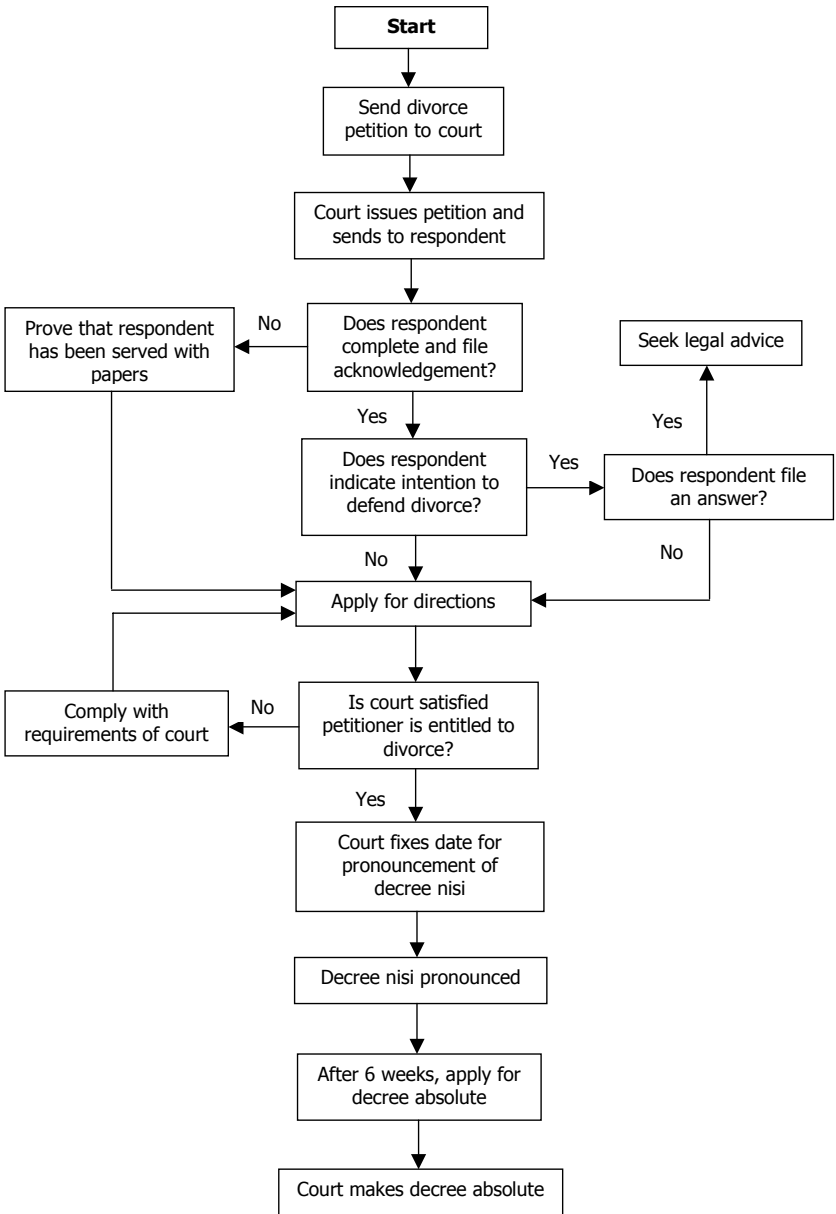 Start
Send divorce
petition to court
Court issues petition and
sends to respondent
Does respondent
complete and file
acknowledgement?
No
Prove that respondent
has been served with
papers
Yes
Does respondent
indicate intention to
defend divorce?
Yes
Does respondent file
an answer?
Yes
Seek legal advice
No
No
Apply for directions
Is court satisfied
petitioner is entitled to
divorce?
No
Comply with
requirements of court
Yes
Court fixes date for
pronouncement of
decree nisi
Decree nisi pronounced
After 6 weeks, apply for
decree absolute
Court makes decree absolute